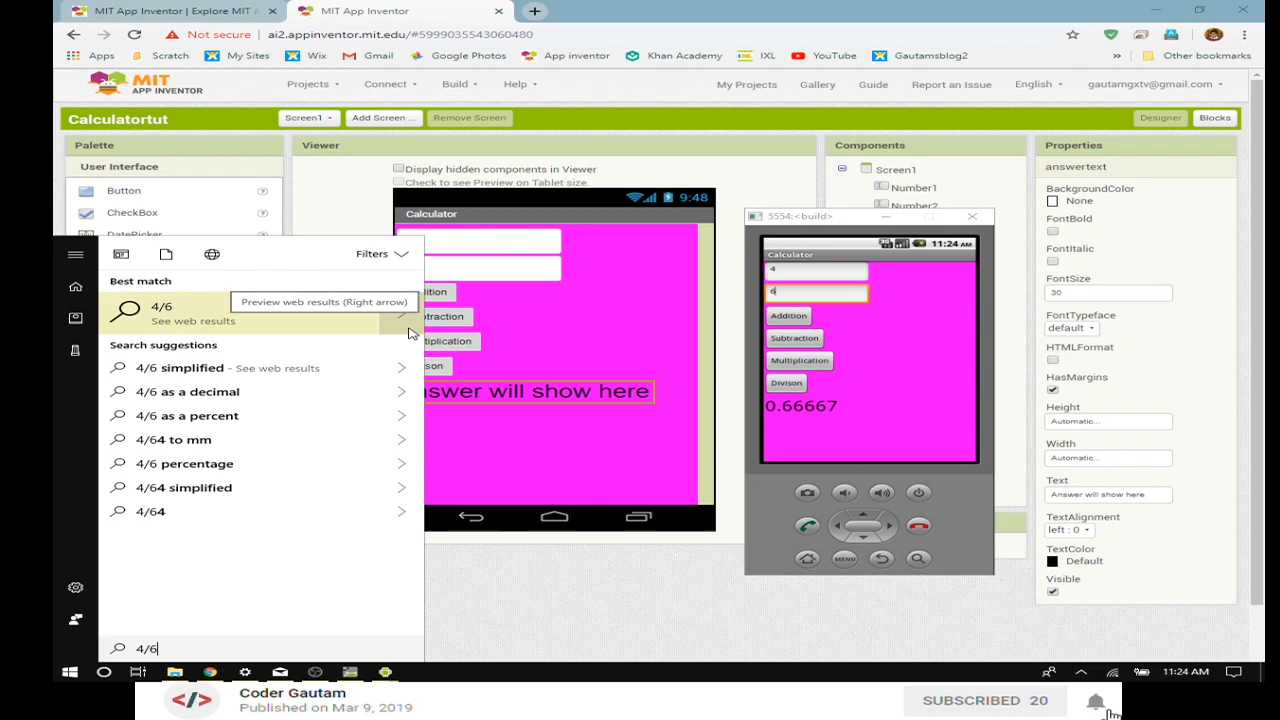 MIT App Inventor | Explore MIT A
MIT App Inventor
Not secure | ai2.appinventor.mit.edu/#5999035543060480
Apps
Scratch
My Sites
Wix
Gmail
Google Photos
App inventor
Khan Academy
IXL
YouTube
Gautamsblog2
»
Other bookmarks
MIT
APP INVENTOR
Projects
Connect
Build
Help
My Projects
Gallery
Guide
Report an Issue
English
gautamgxtv@gmail.com
Calculatortut
Screen1
Add Screen ...
Remove Screen
Designer
Blocks
Palette
Viewer
Components
Properties
User Interface
Button
CheckBox
DatePicker
Display hidden components in Viewer
Check to see Preview on Tablet size.
9:48
Calculator
dition
traction
tiplication
son
nswer will show here
Screen1
Number1
Number2
5554:<build>
11:24 AM
Calculator
4
6
Addition
Subtraction
Multiplication
Divison
0.66667
MENU
answertext
BackgroundColor
None
FontBold
FontItalic
FontSize
30
FontTypeface
default
HTMLFormat
HasMargins
Height
Automatic...
Width
Automatic...
Text
Answer will show here
TextAlignment
left : 0
TextColor
Default
Visible
Filters
Best match
4/6
See web results
Preview web results (Right arrow)
Search suggestions
4/6 simplified - See web results
4/6 as a decimal
4/6 as a percent
4/64 to mm
4/6 percentage
4/64 simplified
4/64
4/6
11:24 AM
</>
Coder Gautam
Published on Mar 9, 2019
SUBSCRIBED 20